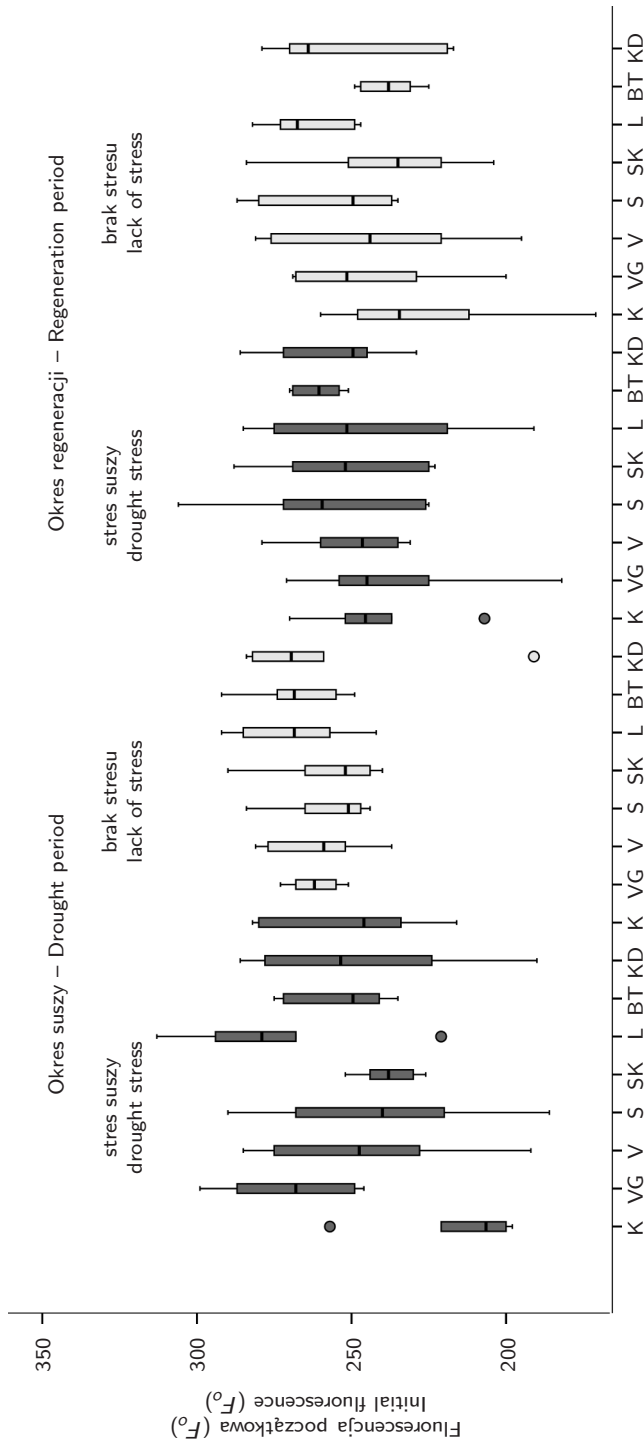 Okres suszy – Drought period
Okres regeneracji – Regeneration period
stres suszy
drought stress
brak stresu
lack of stress
stres suszy
drought stress
brak stresu
lack of stress
Fluorescencja początkowa (Fo)
Initial fluorescence (Fo)
350
300
250
200
K VG V S SK L BT KD K VG V S SK L BT KD K VG V S SK L BT KD K VG V S SK L BT KD